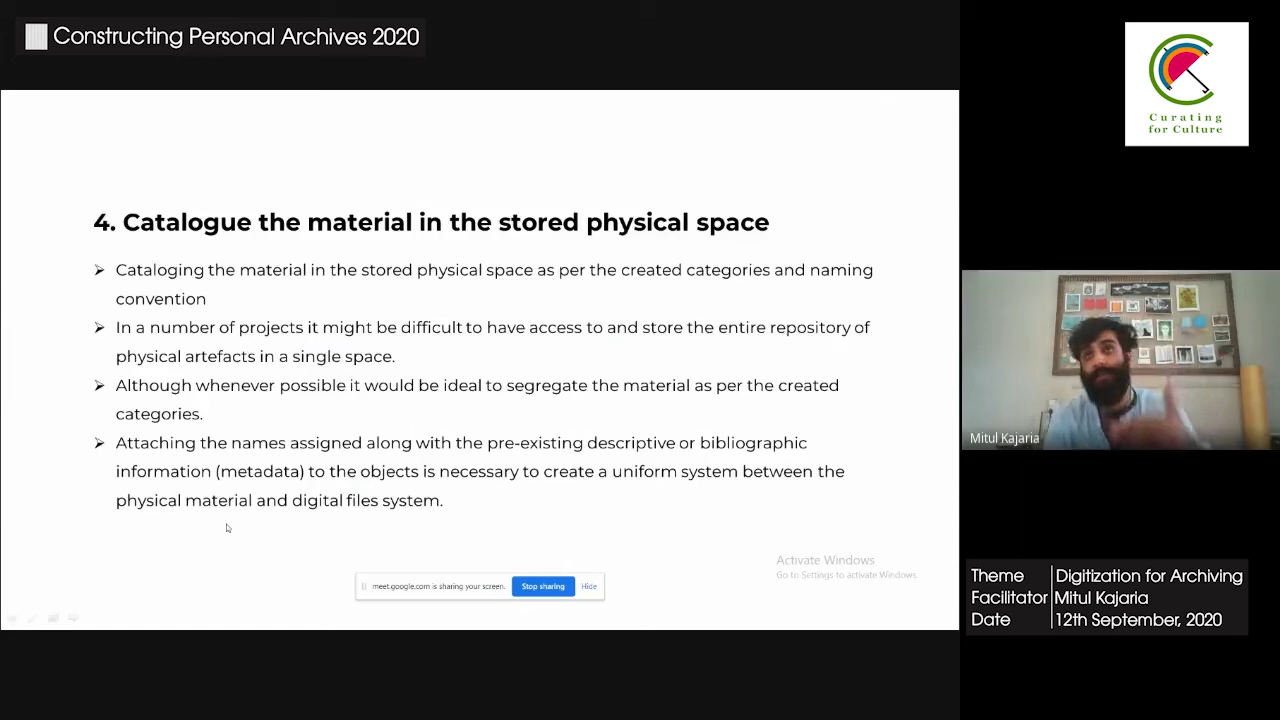 Constructing Personal Archives 2020
Curating
for Culture
4. Catalogue the material in the stored physical space
Cataloging the material in the stored physical space as per the created categories and naming
convention
In a number of projects it might be difficult to have access to and store the entire repository of
physical artefacts in a single space.
Although whenever possible it would be ideal to segregate the material as per the created
categories.
Attaching the names assigned along with the pre-existing descriptive or bibliographic
information (metadata) to the objects is necessary to create a uniform system between the
physical material and digital files system.
Mitul Kajaria
Activate Windows
Go to Settings to activate Windows.
meet.google.com is sharing your screen. Stop sharing Hide
Theme Digitization for Archiving
Facilitator Mitul Kajaria
Date 12th September, 2020